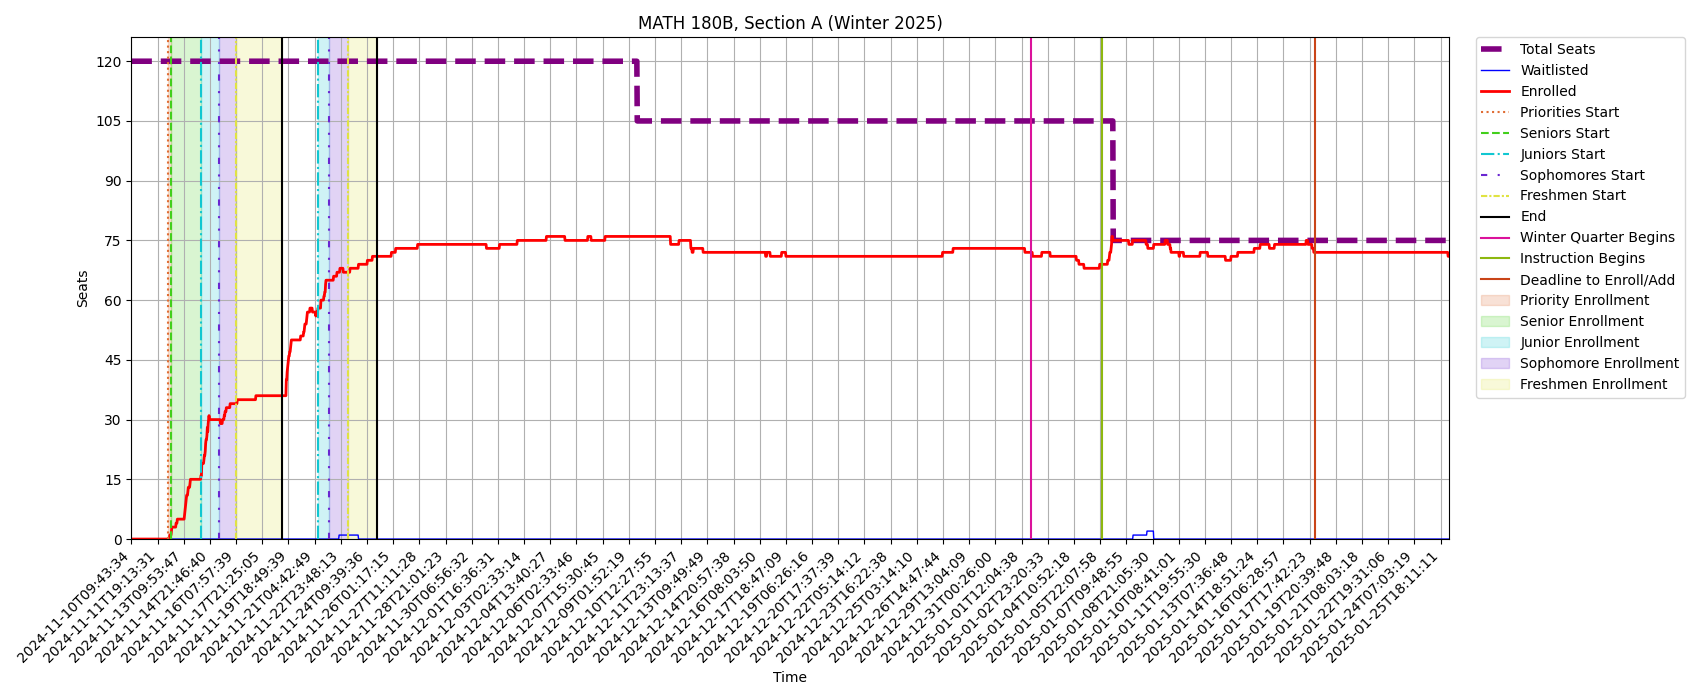 MATH 180B, Section A (Winter 2025)
Seats
120
105
90
75
60
45
30
15
0
2024-11-10T09:43:34
2024-11-11T19:13:31
2024-11-13T09:53:47
2024-11-14T21:46:40
2024-11-16T07:57:39
2024-11-17T21:25:05
2024-11-19T18:49:39
2024-11-21T04:42:49
2024-11-22T23:48:13
2024-11-24T09:39:36
2024-11-26T01:17:15
2024-11-27T11:11:28
2024-11-28T21:01:23
2024-11-30T06:56:32
2024-12-01T16:36:31
2024-12-03T02:33:14
2024-12-04T13:40:27
2024-12-06T02:33:46
2024-12-07T15:30:45
2024-12-09T01:52:19
2024-12-10T12:27:55
2024-12-11T23:13:37
2024-12-13T09:49:49
2024-12-14T20:57:38
2024-12-16T08:03:50
2024-12-17T18:47:09
2024-12-19T06:26:16
2024-12-20T17:37:39
2024-12-22T05:14:12
2024-12-23T16:22:38
2024-12-25T03:14:10
2024-12-26T14:47:44
2024-12-29T13:04:09
2024-12-31T00:26:00
2025-01-01T12:04:38
2025-01-02T23:20:33
2025-01-04T10:52:18
2025-01-05T22:07:58
2025-01-07T09:48:55
2025-01-08T21:05:30
2025-01-10T08:41:01
2025-01-11T19:55:30
2025-01-13T07:36:48
2025-01-14T18:51:24
2025-01-16T06:28:57
2025-01-17T17:42:23
2025-01-19T20:39:48
2025-01-21T08:03:18
2025-01-22T19:31:06
2025-01-24T07:03:19
2025-01-25T18:11:11
Time
Total Seats
Waitlisted
Enrolled
Priorities Start
Seniors Start
Juniors Start
Sophomores Start
Freshmen Start
End
Winter Quarter Begins
Instruction Begins
Deadline to Enroll/Add
Priority Enrollment
Senior Enrollment
Junior Enrollment
Sophomore Enrollment
Freshmen Enrollment